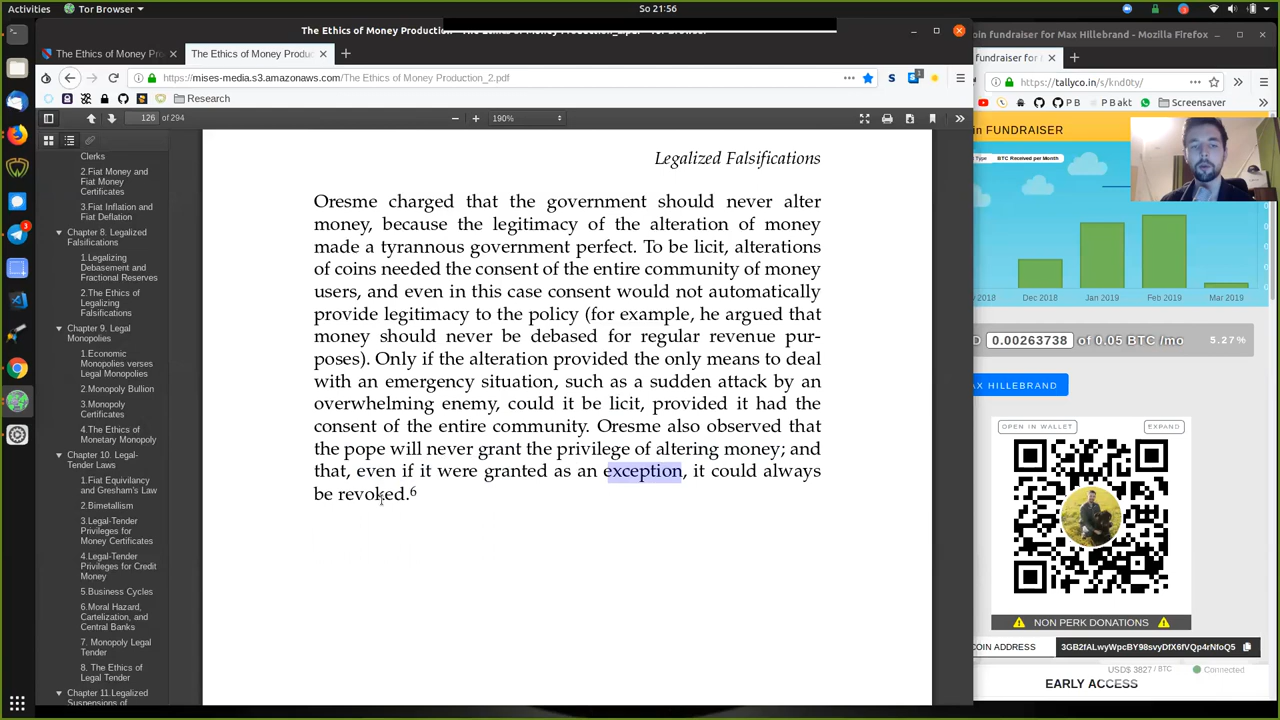 Activities
Tor Browser
So 21:56
The Ethics of Money Production
The Ethics of Money Pro
The Ethics of Money Produc
oin fundraiser for Max Hillebrand - Mozilla Firefox
fundraiser for
https://mises-media.s3.amazonaws.com/The Ethics of Money Production_2.pdf
https://tallyco.in/s/knd0ty/
Research
P B
P B akt
Screensaver
126 of 294
190%
in FUNDRAISER
Type
BTC Received per Month
Clerks
2.Fiat Money and
Fiat Money
Certificates
3.Fiat Inflation and
Fiat Deflation
Chapter 8. Legalized
Falsifications
1.Legalizing
Debasement and
Fractional Reserves
2.The Ethics of
Legalizing
Falsifications
Chapter 9. Legal
Monopolies
1.Economic
Monopolies verses
Legal Monopolies
2.Monopoly Bullion
3.Monopoly
Certificates
4.The Ethics of
Monetary Monopoly
Chapter 10. Legal-
Tender Laws
1.Fiat Equivilancy
and Gresham's Law
2.Bimetallism
3.Legal-Tender
Privileges for
Money Certificates
4.Legal-Tender
Privileges for Credit
Money
5.Business Cycles
6.Moral Hazard,
Cartelization, and
Central Banks
7. Monopoly Legal
Tender
8. The Ethics of
Legal Tender
Chapter 11.Legalized
Suspensions of
Legalized Falsifications
Oresme charged that the government should never alter
money, because the legitimacy of the alteration of money
made a tyrannous government perfect. To be licit, alterations
of coins needed the consent of the entire community of money
users, and even in this case consent would not automatically
provide legitimacy to the policy (for example, he argued that
money should never be debased for regular revenue pur-
poses). Only if the alteration provided the only means to deal
with an emergency situation, such as a sudden attack by an
overwhelming enemy, could it be licit, provided it had the
consent of the entire community. Oresme also observed that
the pope will never grant the privilege of altering money; and
that, even if it were granted as an exception, it could always
be revoked.6
2018
Dec 2018
Jan 2019
Feb 2019
Mar 2019
0.00263738 of 0.05 BTC /mo
5.27%
AX HILLEBRAND
OPEN IN WALLET
EXPAND
NON PERK DONATIONS
COIN ADDRESS
3GB2fALwyWpcBY98svyDfX6fVQp4rNfoQ5
USD$ 3827 / BTC
Connected
EARLY ACCESS